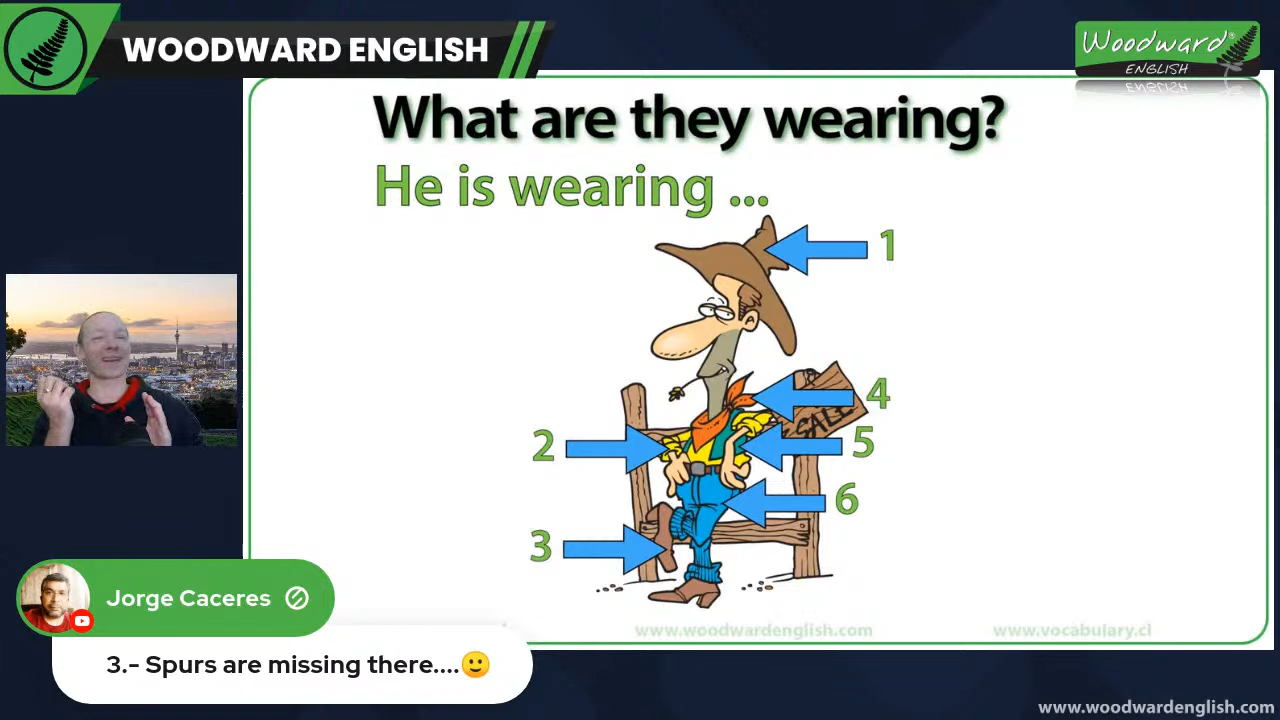 WOODWARD ENGLISH
Woodward®
ENGLISH
What are they wearing?
He is wearing ...
1
SALE
4
2
5
6
3
Jorge Caceres
www.woodwardenglish.com
www.vocabulary.cl
3.- Spurs are missing there....🙂
www.woodwardenglish.com